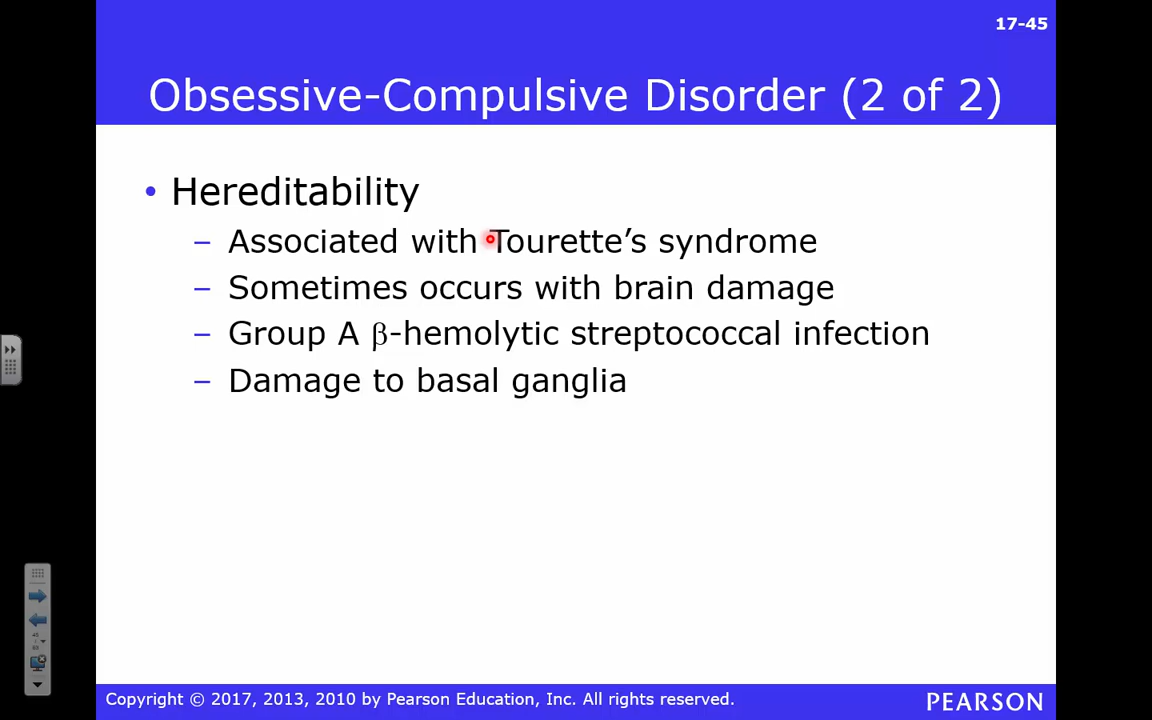 17-45
Obsessive-Compulsive Disorder (2 of 2)
• Hereditability
– Associated with Tourette’s syndrome
– Sometimes occurs with brain damage
– Group A β-hemolytic streptococcal infection
– Damage to basal ganglia
Copyright © 2017, 2013, 2010 by Pearson Education, Inc. All rights reserved.
PEARSON